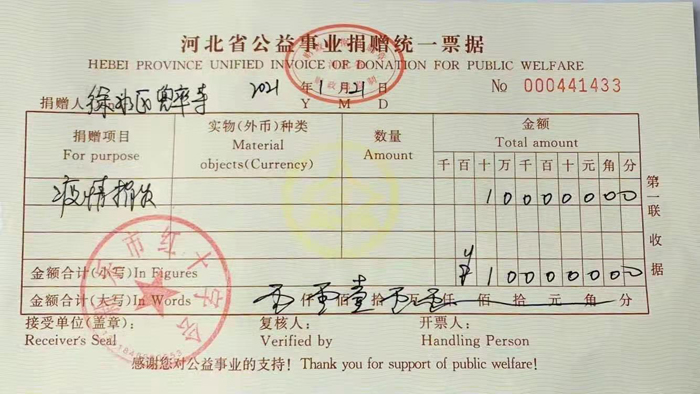 河北省公益事业捐赠统一票据
HEBEI PROVINCE UNIFIED INVOICE OF DONATION FOR PUBLIC WELFARE
2021 年 1 月 21 日
No 000441433
捐赠人
Y M D
捐赠项目 实物(外币)种类 数量 金额
For purpose Material Amount Total amount
objects(Currency) 千 百 十 万 千 百 十 元 角 分
疫情捐款 1 0 0 0 0 0 0 0
第一联 收据
金额合计(小写)In Figures ¥ 1 0 0 0 0 0 0 0
金额合计(大写)In Words 仟 佰 壹 拾 万 仟 佰 拾 元 角 分
接受单位(盖章): 复核人: 开票人:
Receiver's Seal Verified by Handling Person
市红十字会
感谢您对公益事业的支持! Thank you for support of public welfare!